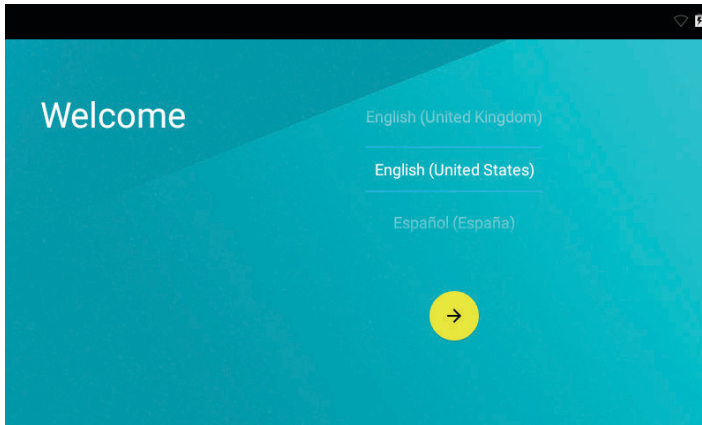 Welcome
English (United Kingdom)
English (United States)
Español (España)